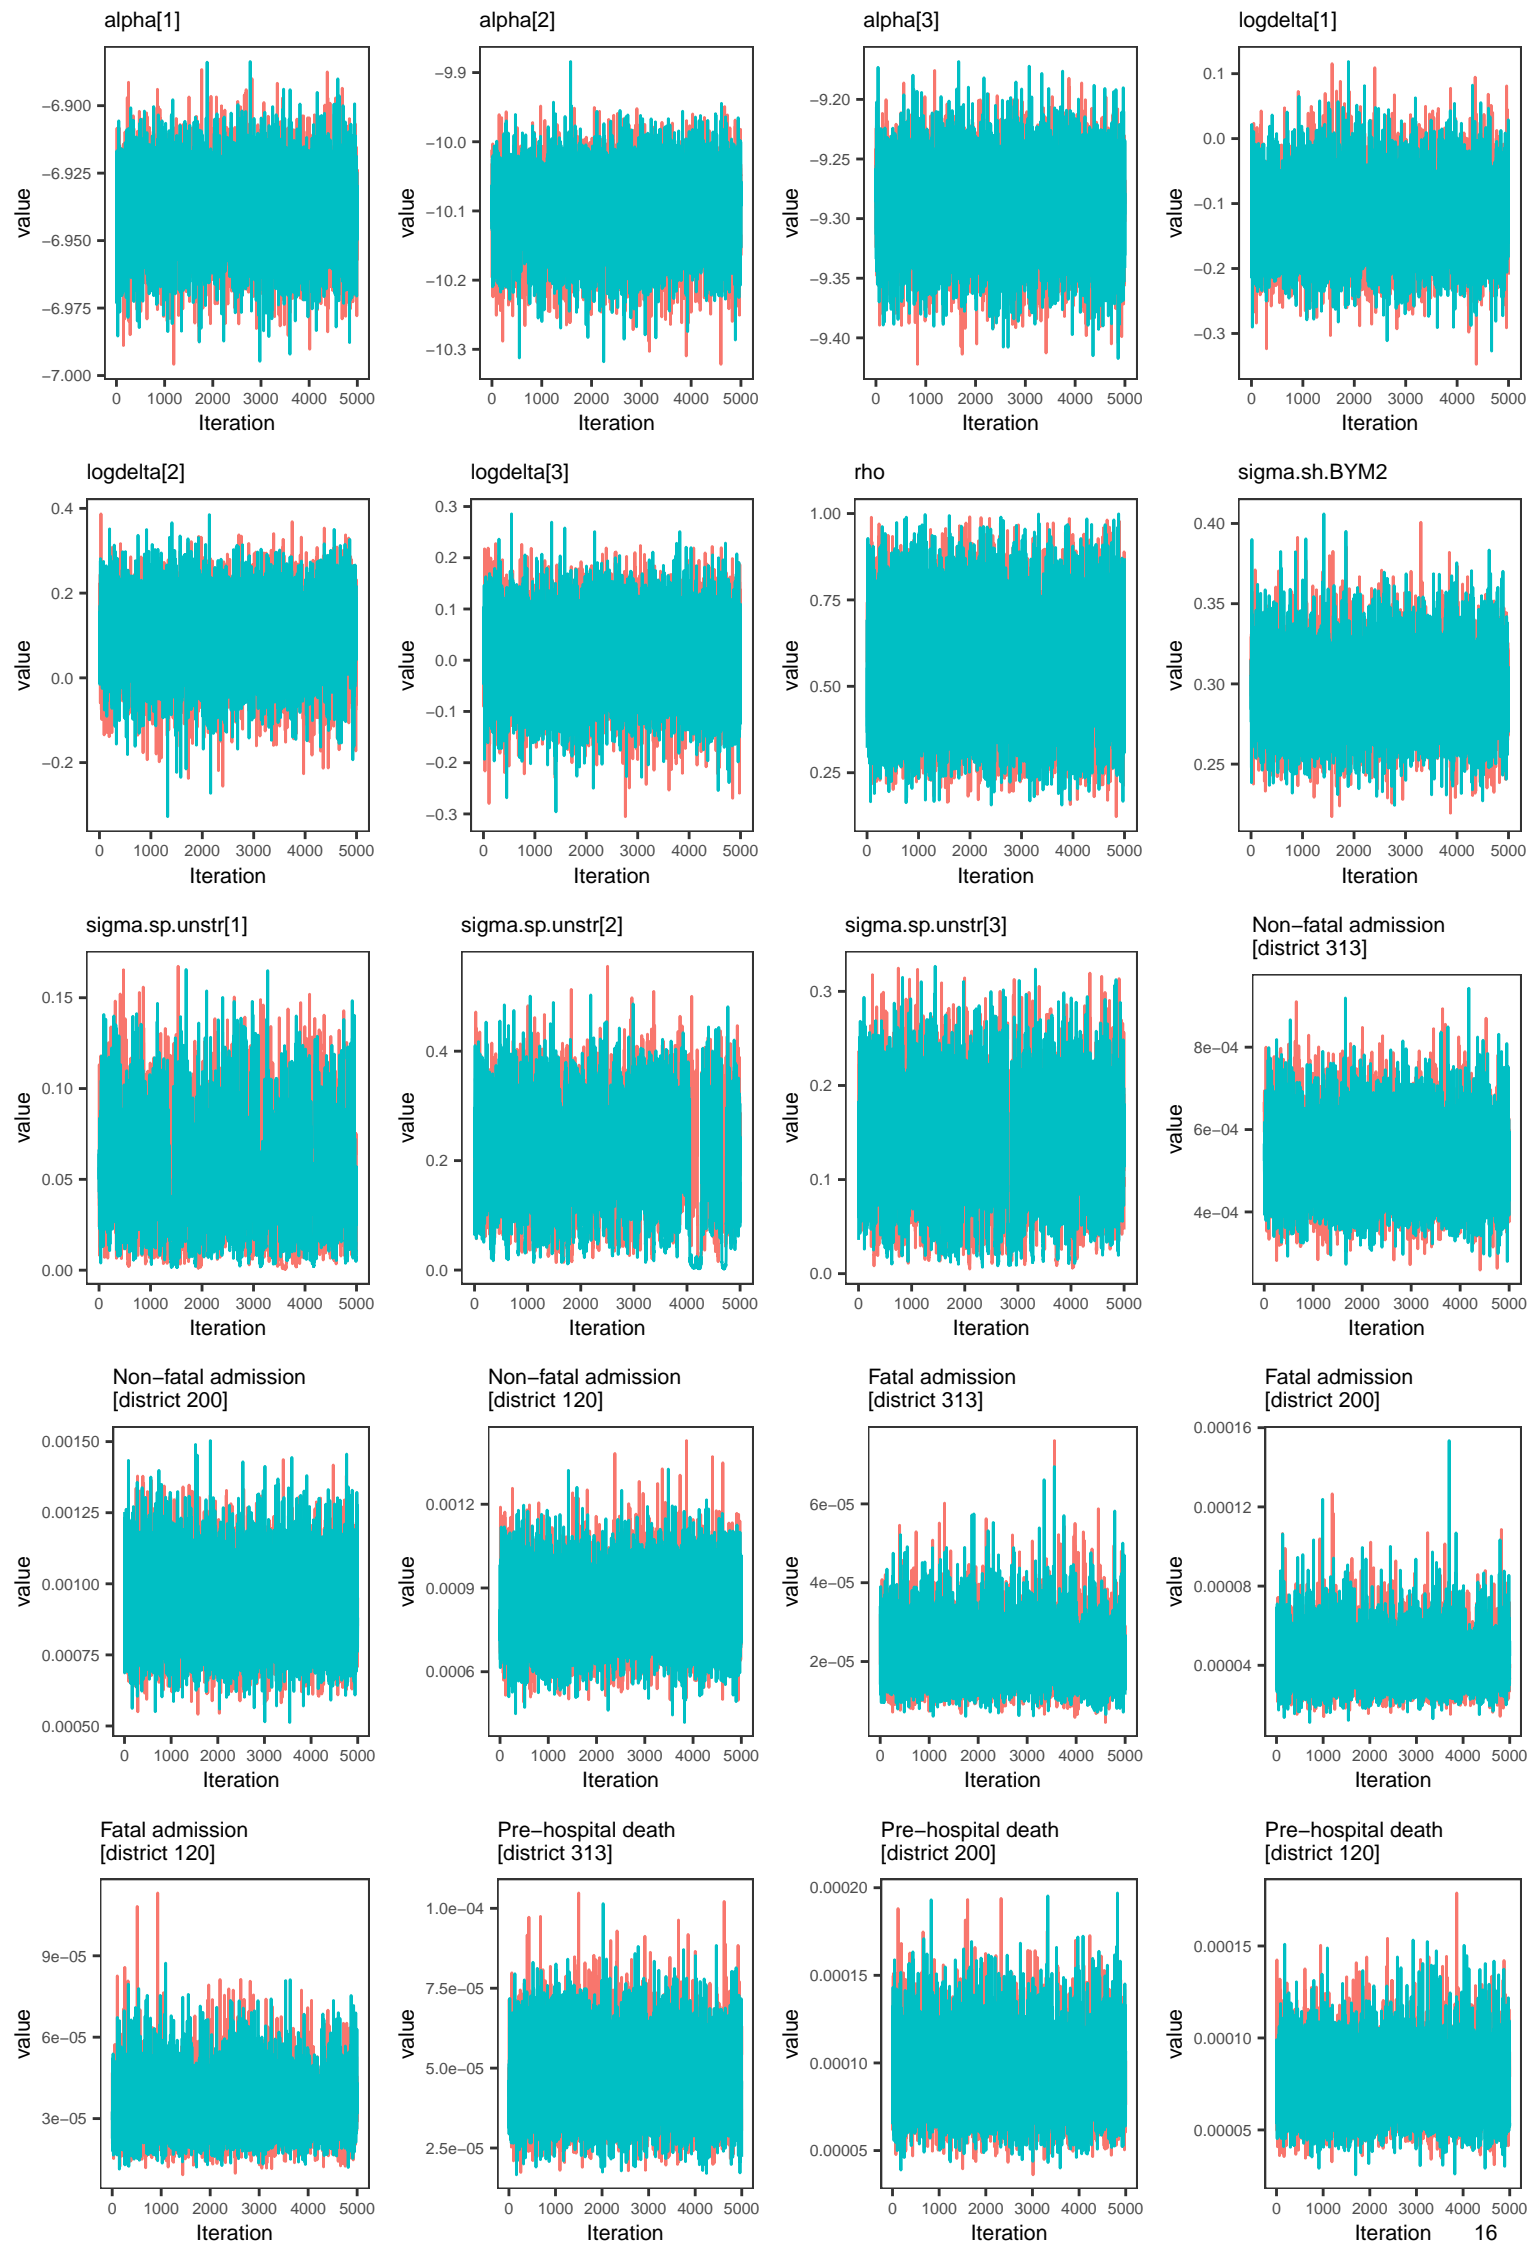 alpha[1]
alpha[2]
alpha[3]
logdelta[1]
value
−6.900
−6.925
−6.950
−6.975
−7.000
0 1000 2000 3000 4000 5000
Iteration
value
−9.9
−10.0
−10.1
−10.2
−10.3
0 1000 2000 3000 4000 5000
Iteration
value
−9.20
−9.25
−9.30
−9.35
−9.40
0 1000 2000 3000 4000 5000
Iteration
value
0.1
0.0
−0.1
−0.2
−0.3
0 1000 2000 3000 4000 5000
Iteration
logdelta[2]
logdelta[3]
rho
sigma.sh.BYM2
value
0.4
0.2
0.0
−0.2
0 1000 2000 3000 4000 5000
Iteration
value
0.3
0.2
0.1
0.0
−0.1
−0.2
−0.3
0 1000 2000 3000 4000 5000
Iteration
value
1.00
0.75
0.50
0.25
0 1000 2000 3000 4000 5000
Iteration
value
0.40
0.35
0.30
0.25
0 1000 2000 3000 4000 5000
Iteration
sigma.sp.unstr[1]
sigma.sp.unstr[2]
sigma.sp.unstr[3]
Non−fatal admission
[district 313]
value
0.15
0.10
0.05
0.00
0 1000 2000 3000 4000 5000
Iteration
value
0.4
0.2
0.0
0 1000 2000 3000 4000 5000
Iteration
value
0.3
0.2
0.1
0.0
0 1000 2000 3000 4000 5000
Iteration
value
8e−04
6e−04
4e−04
0 1000 2000 3000 4000 5000
Iteration
Non−fatal admission
[district 200]
Non−fatal admission
[district 120]
Fatal admission
[district 313]
Fatal admission
[district 200]
value
0.00150
0.00125
0.00100
0.00075
0.00050
0 1000 2000 3000 4000 5000
Iteration
value
0.0012
0.0009
0.0006
0 1000 2000 3000 4000 5000
Iteration
value
6e−05
4e−05
2e−05
0 1000 2000 3000 4000 5000
Iteration
value
0.00016
0.00012
0.00008
0.00004
0 1000 2000 3000 4000 5000
Iteration
Fatal admission
[district 120]
Pre−hospital death
[district 313]
Pre−hospital death
[district 200]
Pre−hospital death
[district 120]
value
9e−05
6e−05
3e−05
0 1000 2000 3000 4000 5000
Iteration
value
1.0e−04
7.5e−05
5.0e−05
2.5e−05
0 1000 2000 3000 4000 5000
Iteration
value
0.00020
0.00015
0.00010
0.00005
0 1000 2000 3000 4000 5000
Iteration
value
0.00015
0.00010
0.00005
0 1000 2000 3000 4000 5000
Iteration
16